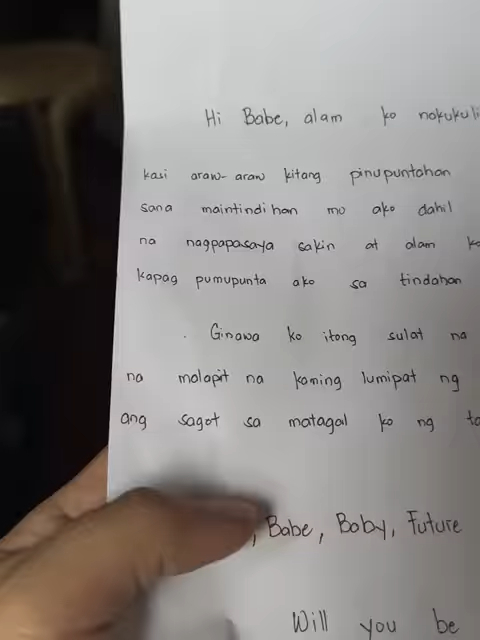 Hi Babe, alam ko
kasi araw-araw kitang pinupuntahan
sana maintindihan mo ako dahil
na nagpapasaya sakin at alam
kapag pumupunta ako sa tindahan
Ginawa ko itong sulat na
na malapit na kaming lumipat ng
ang sagot sa matagal ko ng
, Babe, Baby, Future
Will you be